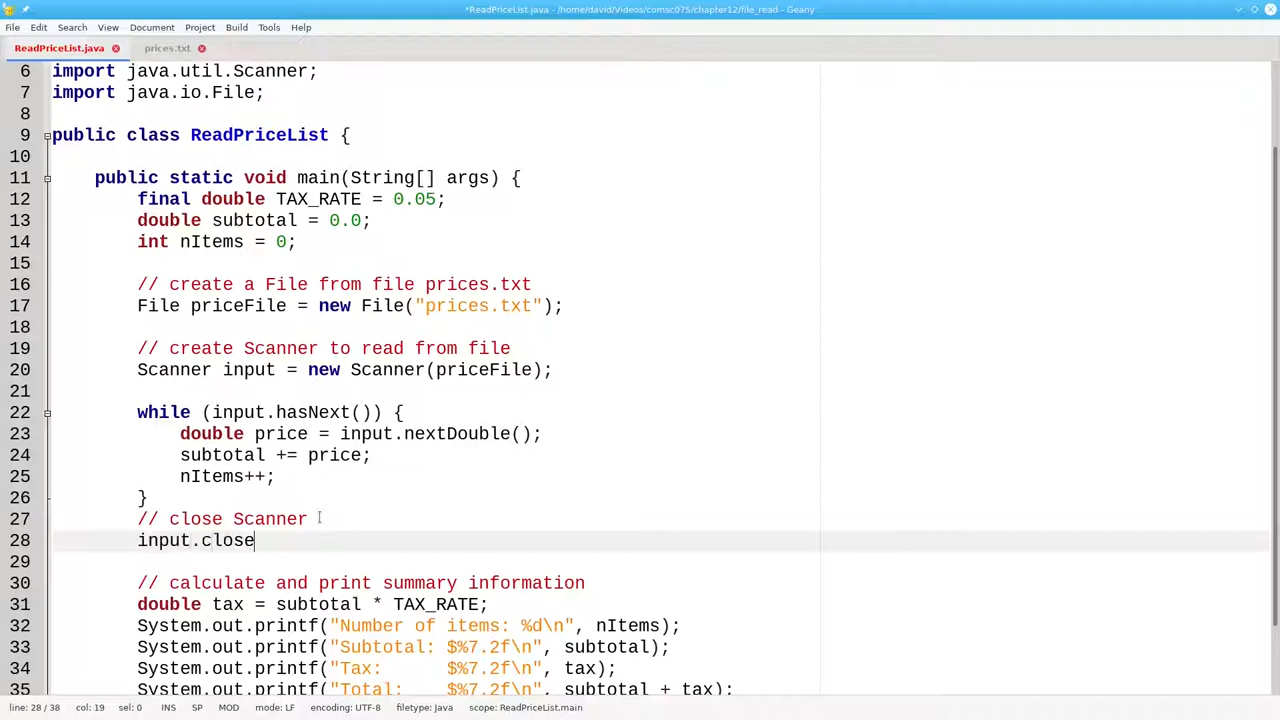 *ReadPriceList.java - /home/david/Videos/comsc075/chapter12/file_read - Geany
File Edit Search View Document Project Build Tools Help
ReadPriceList.java prices.txt
6 import java.util.Scanner;
7 import java.io.File;
8
9 public class ReadPriceList {
10
11 public static void main(String[] args) {
12 final double TAX_RATE = 0.05;
13 double subtotal = 0.0;
14 int nItems = 0;
15
16 // create a File from file prices.txt
17 File priceFile = new File("prices.txt");
18
19 // create Scanner to read from file
20 Scanner input = new Scanner(priceFile);
21
22 while (input.hasNext()) {
23 double price = input.nextDouble();
24 subtotal += price;
25 nItems++;
26 }
27 // close Scanner
28 input.close
29
30 // calculate and print summary information
31 double tax = subtotal * TAX_RATE;
32 System.out.printf("Number of items: %d\n", nItems);
33 System.out.printf("Subtotal: $%7.2f\n", subtotal);
34 System.out.printf("Tax:      $%7.2f\n", tax);
35 System.out.printf("Total:    $%7.2f\n", subtotal + tax);
line: 28 / 38 col: 19 sel: 0 INS SP MOD mode: LF encoding: UTF-8 filetype: Java scope: ReadPriceList.main